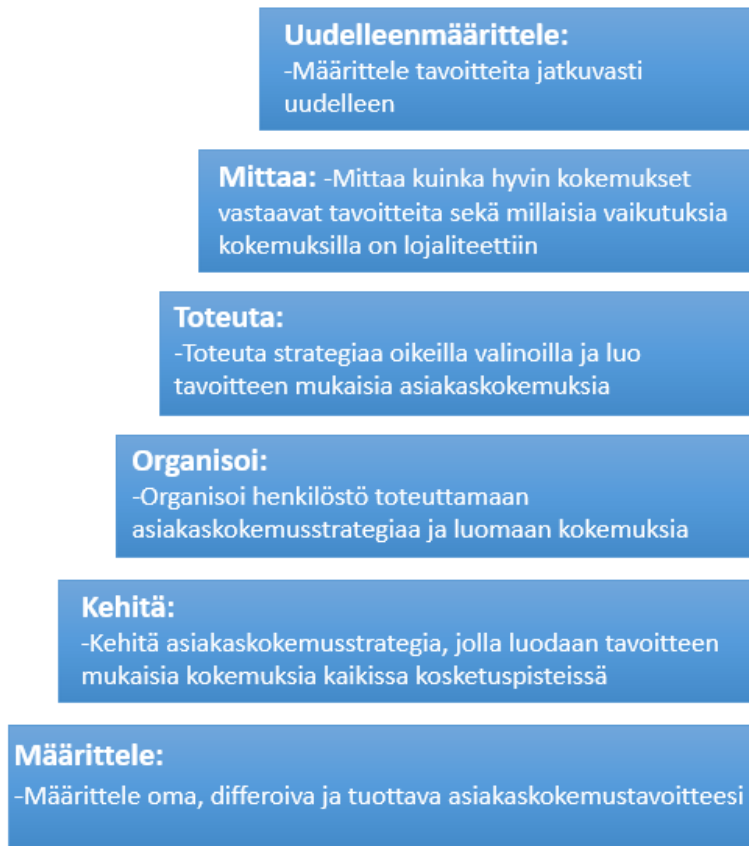 Uudelleenmäärittele:
-Määrittele tavoitteita jatkuvasti
uudelleen
Mittaa: -Mittaa kuinka hyvin kokemukset
vastaavat tavoitteita sekä millaisia vaikutuksia
kokemuksilla on lojaliteettiin
Toteuta:
-Toteuta strategiaa oikeilla valinoilla ja luo
tavoitteen mukaisia asiakaskokemuksia
Organisoi:
-Organisoi henkilöstö toteuttamaan
asiakaskokemusstrategiaa ja luomaan kokemuksia
Kehitä:
-Kehitä asiakaskokemusstrategia, jolla luodaan tavoitteen
mukaisia kokemuksia kaikissa kosketuspisteissä
Määrittele:
-Määrittele oma, differoiva ja tuottava asiakaskokemustavoitteesi